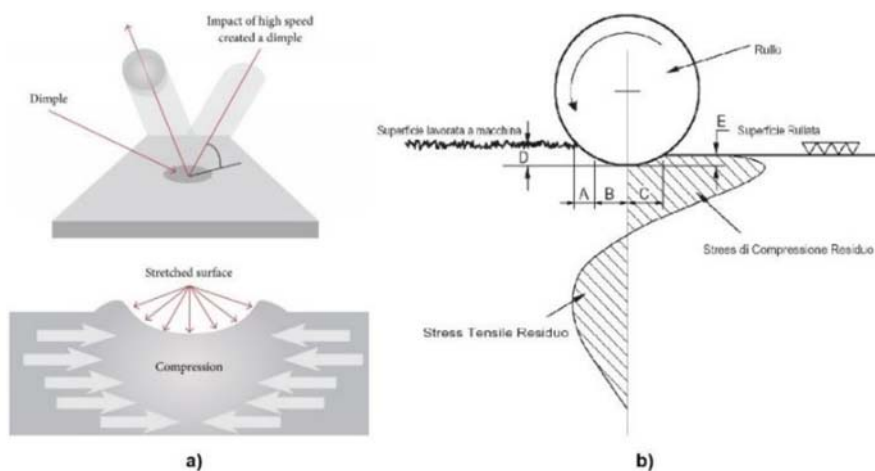 Impact of high speed
created a dimple
Dimple
Stretched surface
Compression
a)
Rullo
Superficie lavorata a macchina
E
Superficie Rullata
D
A
B
C
Stress di Compressione Residuo
Stress Tensile Residuo
b)